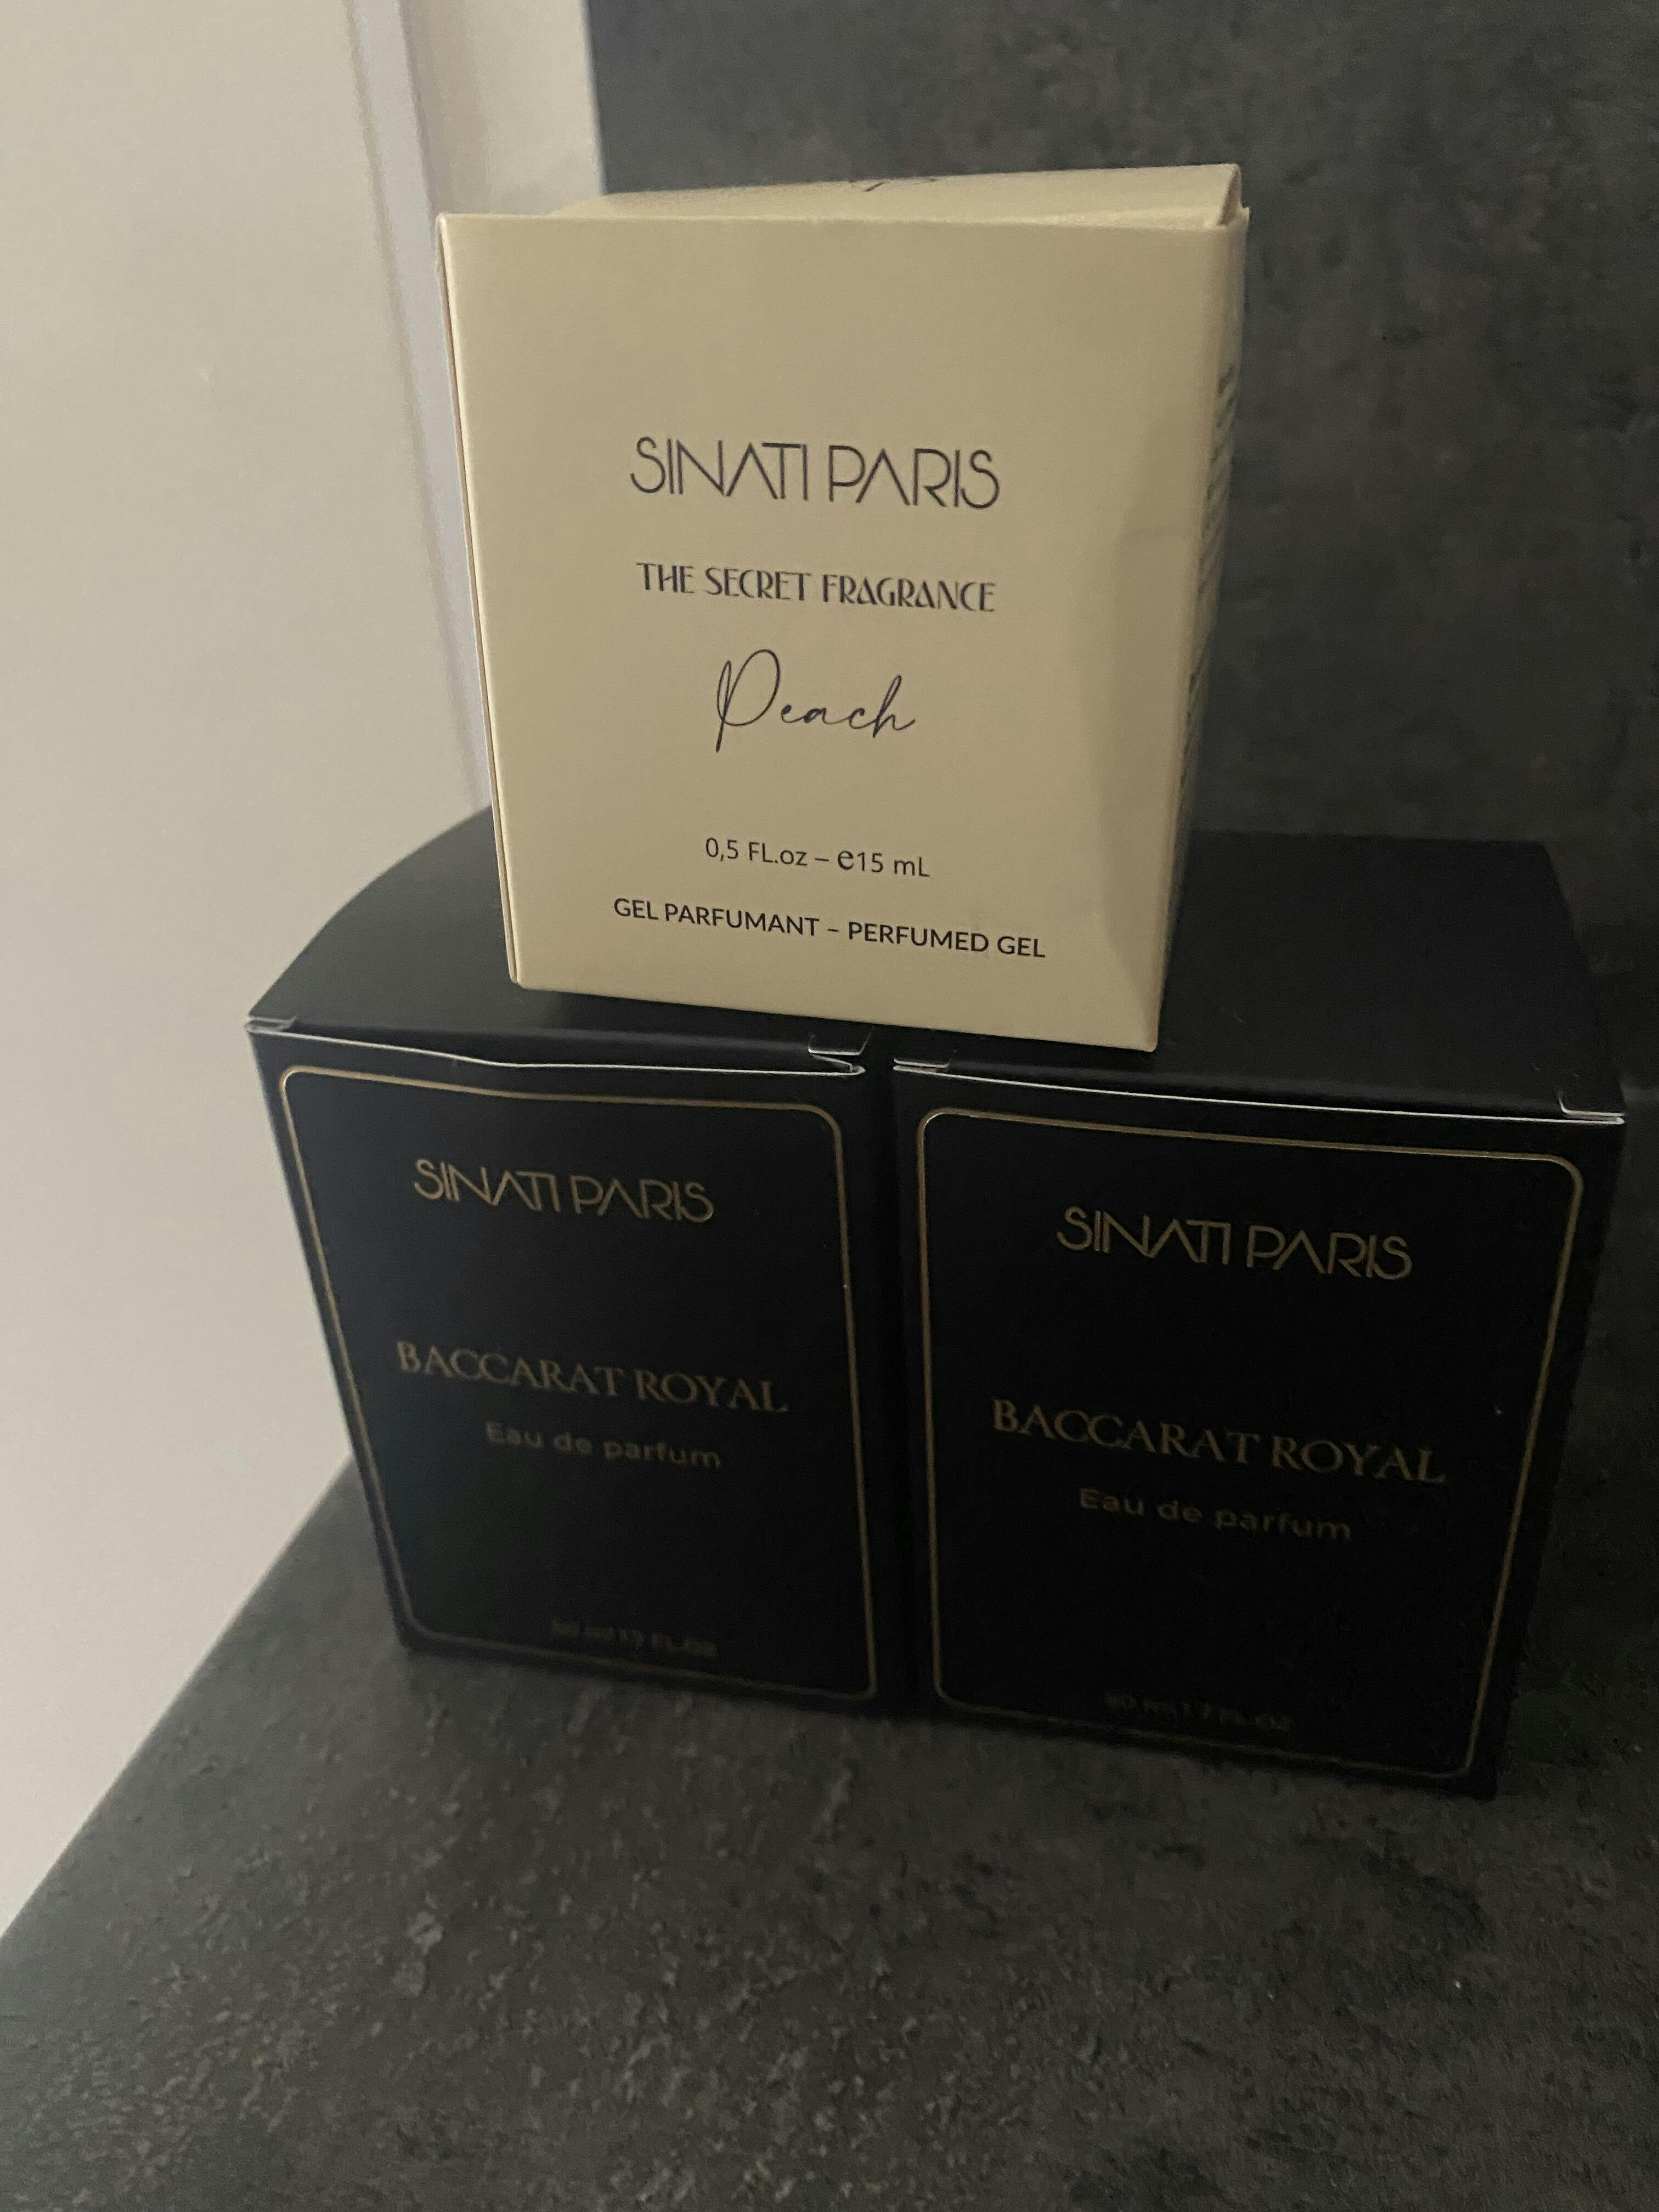 SINATI PARIS
THE SECRET FRAGRANCE
Peach
0,5 FL.oz – e15 mL
GEL PARFUMANT – PERFUMED GEL
SINATI PARIS
BACCARAT ROYAL
Eau de parfum
SINATI PARIS
BACCARAT ROYAL
Eau de parfum